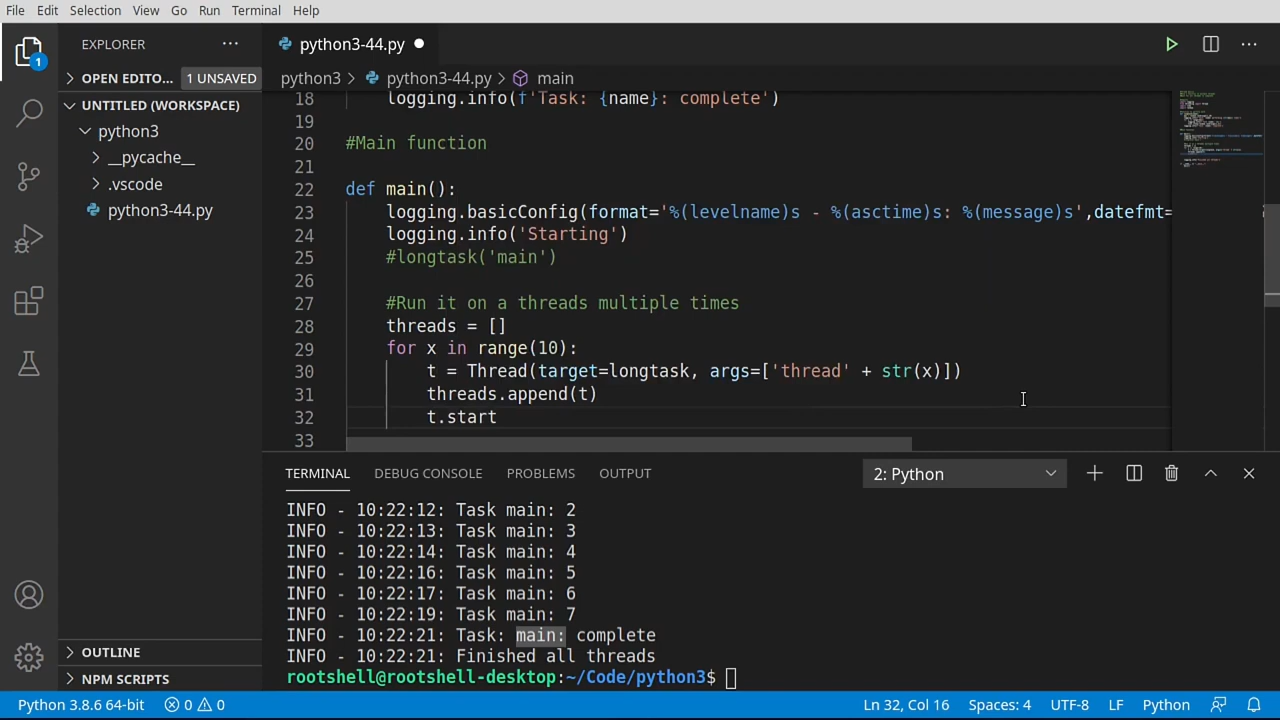 File Edit Selection View Go Run Terminal Help
EXPLORER ···
python3-44.py
OPEN EDITO... 1 UNSAVED
python3 > python3-44.py > main
UNTITLED (WORKSPACE)
python3
__pycache__
.vscode
python3-44.py
1
18 logging.info(f'Task: {name}: complete')
19
20 #Main function
21
22 def main():
23 logging.basicConfig(format='%(levelname)s - %(asctime)s: %(message)s',datefmt=
24 logging.info('Starting')
25 #longtask('main')
26
27 #Run it on a threads multiple times
28 threads = []
29 for x in range(10):
30 t = Thread(target=longtask, args=['thread' + str(x)])
31 threads.append(t)
32 t.start
33
TERMINAL DEBUG CONSOLE PROBLEMS OUTPUT 2: Python
INFO - 10:22:12: Task main: 2
INFO - 10:22:13: Task main: 3
INFO - 10:22:14: Task main: 4
INFO - 10:22:16: Task main: 5
INFO - 10:22:17: Task main: 6
INFO - 10:22:19: Task main: 7
INFO - 10:22:21: Task: main: complete
INFO - 10:22:21: Finished all threads
rootshell@rootshell-desktop:~/Code/python3$
OUTLINE
NPM SCRIPTS
Python 3.8.6 64-bit 0 0 Ln 32, Col 16 Spaces: 4 UTF-8 LF Python